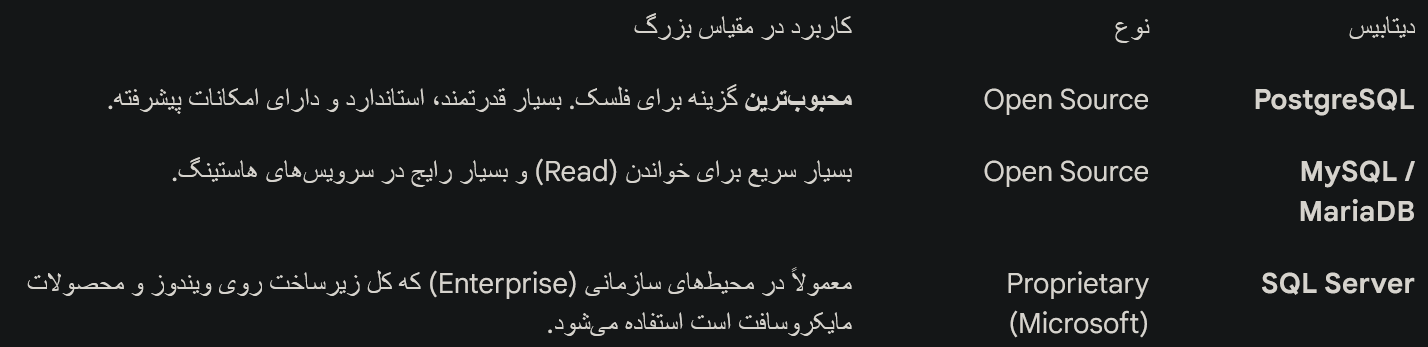 دیتابیس نوع کاربرد در مقیاس بزرگ
PostgreSQL Open Source محبوب‌ترین گزینه برای فلسک. بسیار قدرتمند، استاندارد و دارای امکانات پیشرفته.
MySQL / Open Source بسیار سریع برای خواندن (Read) و بسیار رایج در سرویس‌های هاستینگ.
MariaDB
SQL Server Proprietary معمولاً در محیط‌های سازمانی (Enterprise) که کل زیرساخت روی ویندوز و محصولات
(Microsoft) مایکروسافت است استفاده می‌شود.